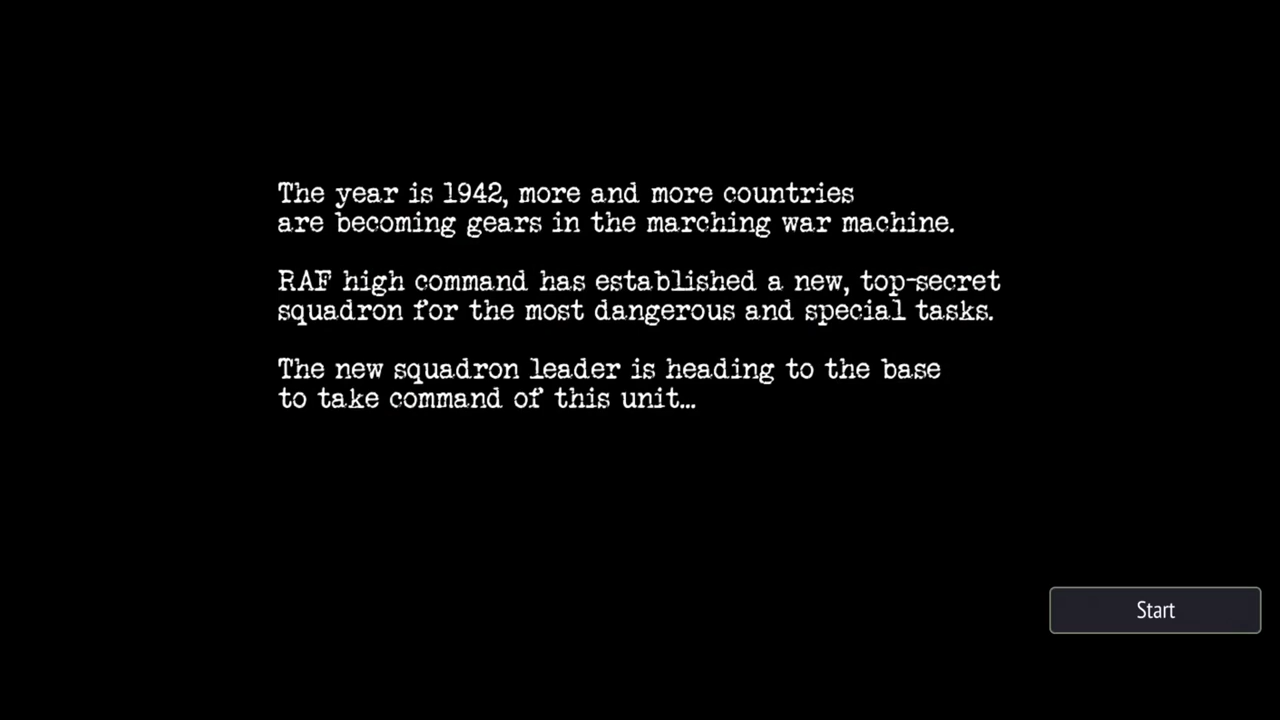 The year is 1942, more and more countries
are becoming gears in the marching war machine.
RAF high command has established a new, top-secret
squadron for the most dangerous and special tasks.
The new squadron leader is heading to the base
to take command of this unit...
Start